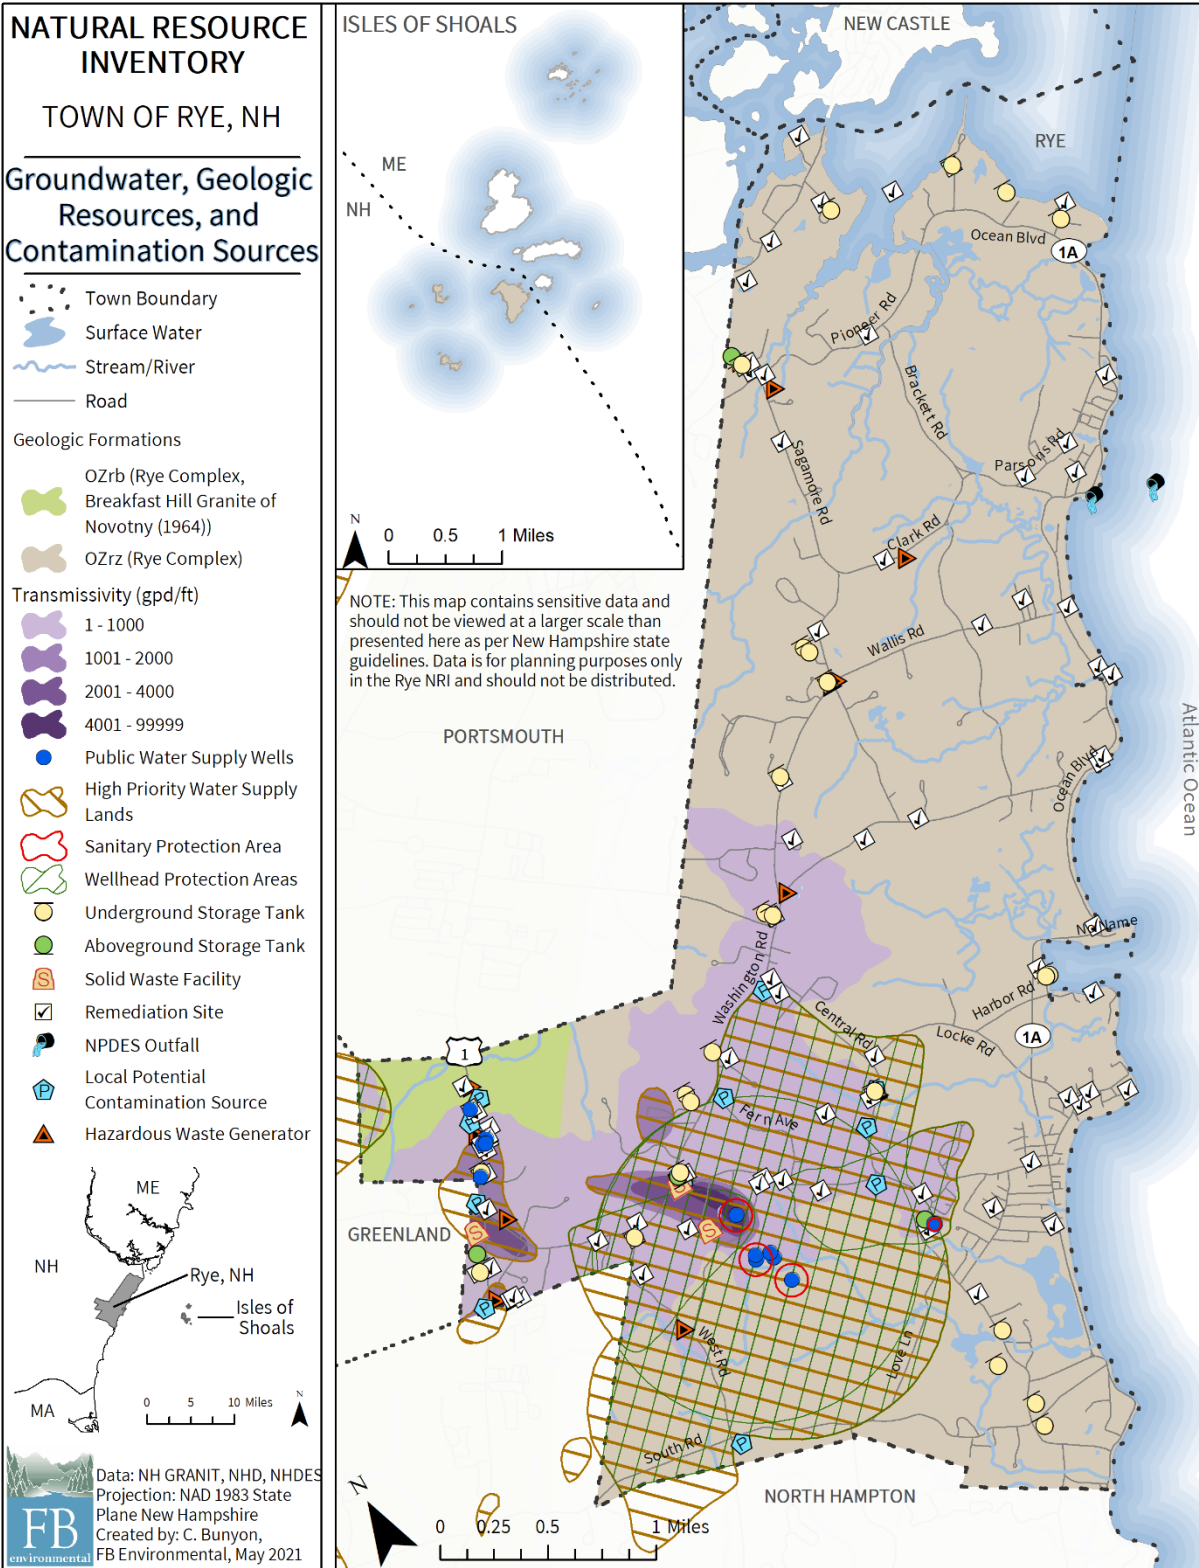 NATURAL RESOURCE
INVENTORY
TOWN OF RYE, NH
Groundwater, Geologic
Resources, and
Contamination Sources
Town Boundary
Surface Water
Stream/River
Road
Geologic Formations
OZrb (Rye Complex,
Breakfast Hill Granite of
Novotny (1964))
OZrz (Rye Complex)
Transmissivity (gpd/ft)
1 - 1000
1001 - 2000
2001 - 4000
4001 - 99999
Public Water Supply Wells
High Priority Water Supply
Lands
Sanitary Protection Area
Wellhead Protection Areas
Underground Storage Tank
Aboveground Storage Tank
S
Solid Waste Facility
Remediation Site
NPDES Outfall
P
Local Potential
Contamination Source
Hazardous Waste Generator
ME
NH
Rye, NH
Isles of
Shoals
MA
0 5 10 Miles
N
FB
environmental
Data: NH GRANIT, NHD, NHDES
Projection: NAD 1983 State
Plane New Hampshire
Created by: C. Bunyon,
FB Environmental, May 2021
ISLES OF SHOALS
ME
NH
N
0 0.5 1 Miles
NOTE: This map contains sensitive data and
should not be viewed at a larger scale than
presented here as per New Hampshire state
guidelines. Data is for planning purposes only
in the Rye NRI and should not be distributed.
NEW CASTLE
RYE
Ocean Blvd
1A
Pioneer Rd
Brackett Rd
Parsons Rd
Sagamore Rd
Clark Rd
Wallis Rd
PORTSMOUTH
Ocean Blvd
Atlantic Ocean
No Name
Washington Rd
P
Harbor Rd
Central Rd
Locke Rd
1A
1
P
P
Fern Ave
P
P
P
P
S
S
GREENLAND
S
P
West Rd
Love Ln
South Rd
P
NORTH HAMPTON
N
0 0.25 0.5 1 Miles